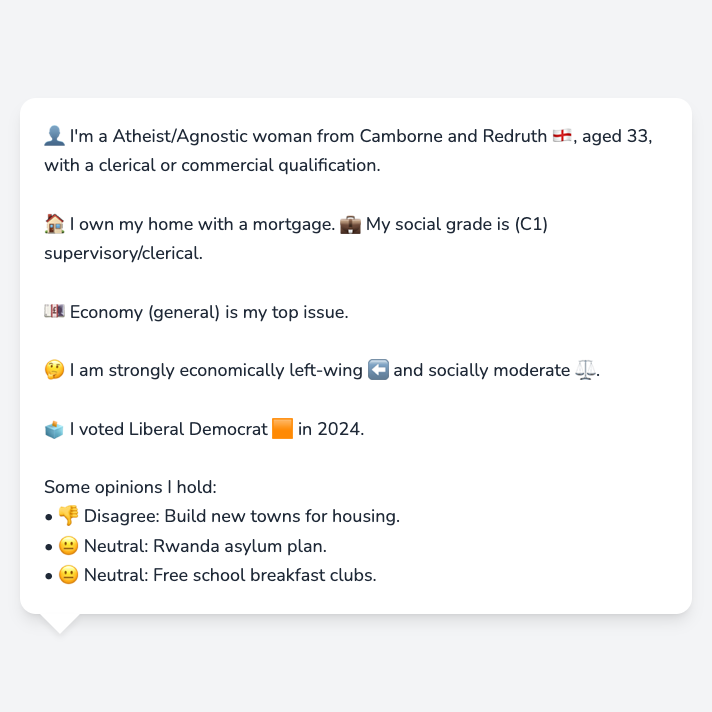 👤 I'm a Atheist/Agnostic woman from Camborne and Redruth 🏴󠁧󠁢󠁥󠁮󠁧󠁿, aged 33,
with a clerical or commercial qualification.
🏠 I own my home with a mortgage. 💼 My social grade is (C1)
supervisory/clerical.
💷 Economy (general) is my top issue.
🤔 I am strongly economically left-wing ⬅️ and socially moderate ⚖️.
🗳️ I voted Liberal Democrat 🟧 in 2024.
Some opinions I hold:
• 👎 Disagree: Build new towns for housing.
• 😐 Neutral: Rwanda asylum plan.
• 😐 Neutral: Free school breakfast clubs.